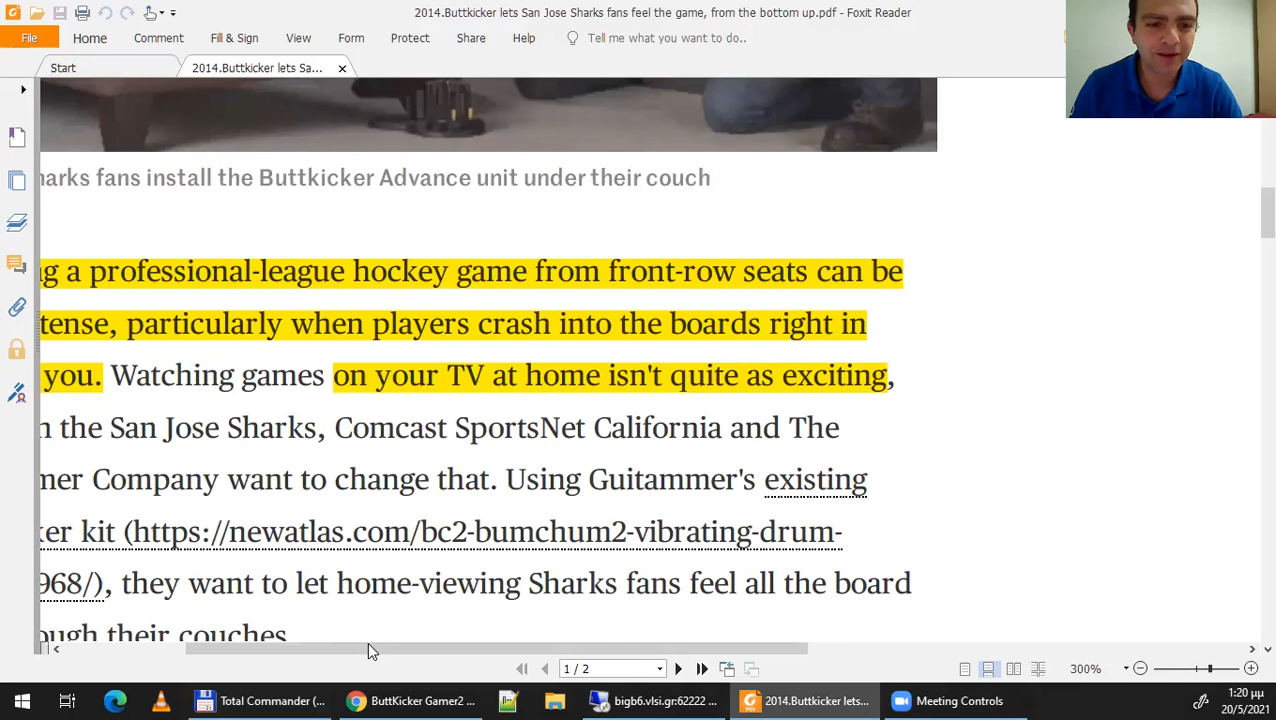 2014.Buttkicker lets San Jose Sharks fans feel the game, from the bottom up.pdf - Foxit Reader
File Home Comment Fill & Sign View Form Protect Share Help Tell me what you want to do..
Start 2014.Buttkicker lets Sa...
arks fans install the Buttkicker Advance unit under their couch
g a professional-league hockey game from front-row seats can be
tense, particularly when players crash into the boards right in
you. Watching games on your TV at home isn't quite as exciting,
the San Jose Sharks, Comcast SportsNet California and The
mer Company want to change that. Using Guitammer's existing
ker kit (https://newatlas.com/bc2-bumchum2-vibrating-drum-
968/), they want to let home-viewing Sharks fans feel all the board
ough their couches.
1 / 2
300%
Total Commander (... ButtKicker Gamer2 ... bigb6.vlsi.gr:62222 ... 2014.Buttkicker lets... Meeting Controls
1:20 μμ
20/5/2021